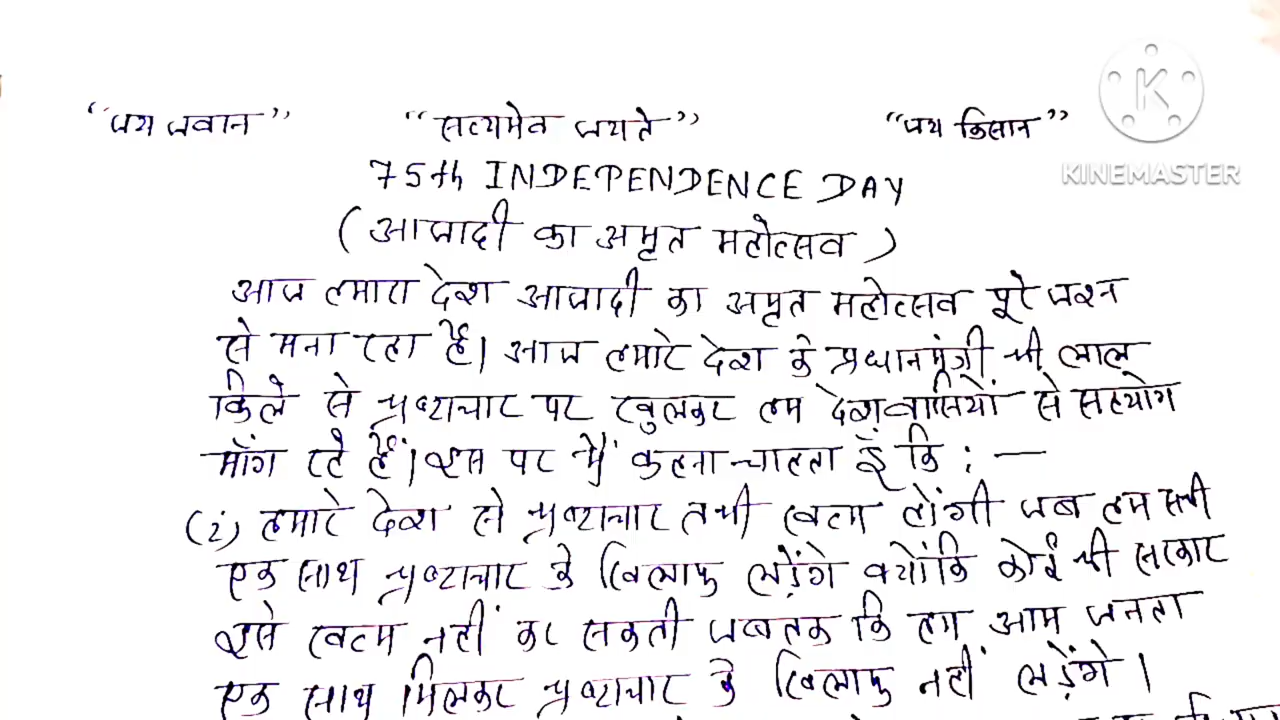 “जय जवान” “सत्यमेव जयते” “जय किसान”
KINEMASTER
75th INDEPENDENCE DAY
(आजादी का अमृत महोत्सव)
आज हमारा देश आजादी का अमृत महोत्सव पूरे जश्न
से मना रहा है। आज हमारे देश के प्रधानमंत्री भी लाल
किले से भ्रष्टाचार पर खुलकर हम देशवासियों से सहयोग
माँग रहे हैं। इस पर मैं कहना चाहता हूँ कि : —
(i) हमारे देश से भ्रष्टाचार तभी खत्म होंगी जब हम सभी
एक साथ भ्रष्टाचार के खिलाफ लड़ेंगे क्योंकि कोई भी सरकार
इसे खत्म नहीं कर सकती जबतक कि हम आम जनता
एक साथ मिलकर भ्रष्टाचार के खिलाफ नहीं लड़ेंगे।